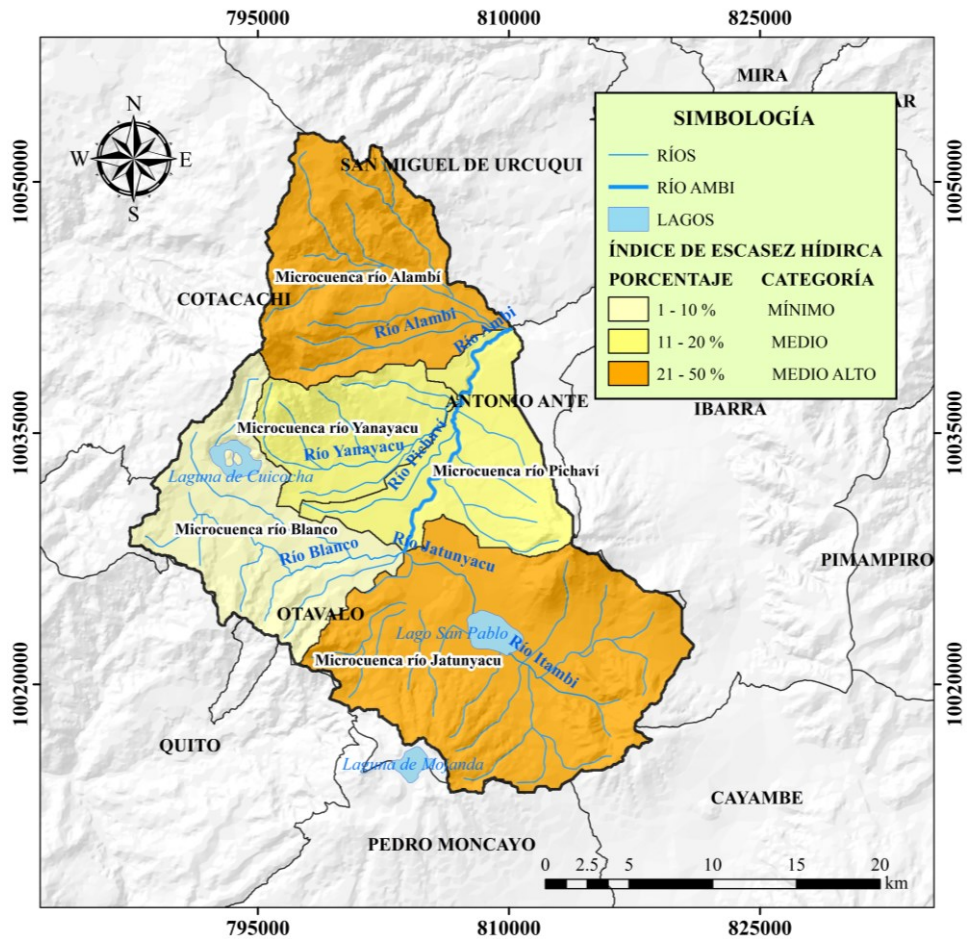 795000 810000 825000
N
W E
S
10050000
10035000
10020000
MIRA
AR
SAN MIGUEL DE URCUQUI
COTACACHI
Microcuenca río Alambí
Río Alambí
Río Ambi
ANTONIO ANTE
IBARRA
Microcuenca río Yanayacu
Río Yanayacu
Río Pichaví
Microcuenca río Pichaví
Laguna de Cuicocha
Microcuenca río Blanco
Río Blanco
Río Jatunyacu
PIMAMPIRO
OTAVALO
Lago San Pablo
Río Itambi
Microcuenca río Jatunyacu
QUITO
Laguna de Mojanda
CAYAMBE
PEDRO MONCAYO
SIMBOLOGÍA
RÍOS
RÍO AMBI
LAGOS
ÍNDICE DE ESCASEZ HÍDIRCA
PORCENTAJE CATEGORÍA
1 - 10 % MÍNIMO
11 - 20 % MEDIO
21 - 50 % MEDIO ALTO
0 2.5 5 10 15 20
km
10050000
10035000
10020000
795000 810000 825000